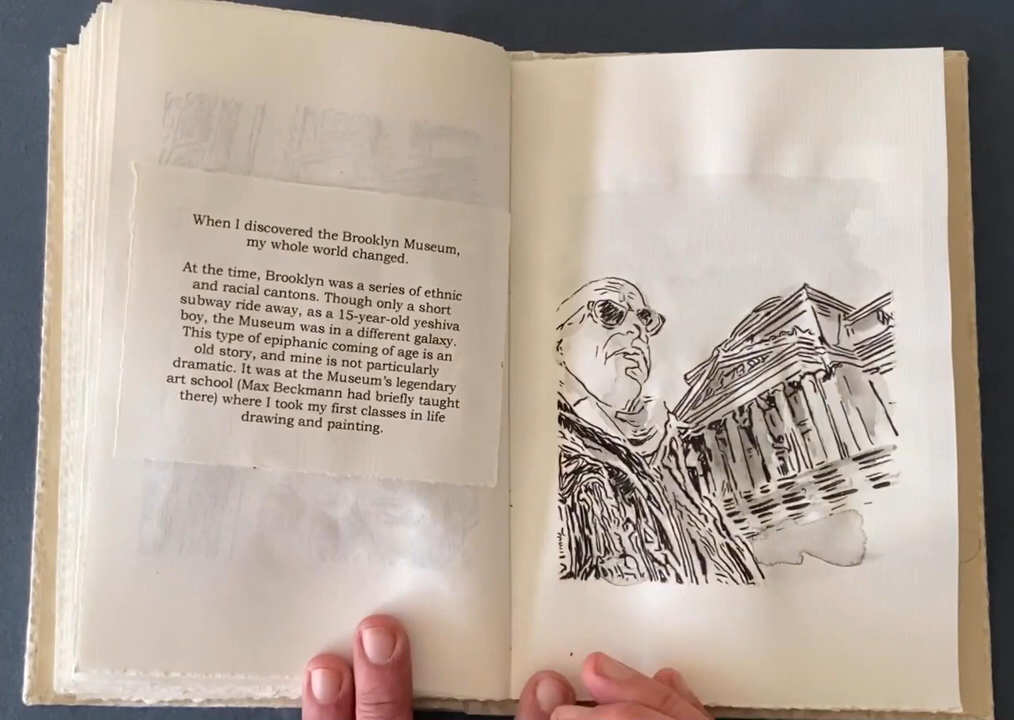 When I discovered the Brooklyn Museum,
my whole world changed.
At the time, Brooklyn was a series of ethnic
and racial cantons. Though only a short
subway ride away, as a 15-year-old yeshiva
boy, the Museum was in a different galaxy.
This type of epiphanic coming of age is an
old story, and mine is not particularly
dramatic. It was at the Museum's legendary
art school (Max Beckmann had briefly taught
there) where I took my first classes in life
drawing and painting.